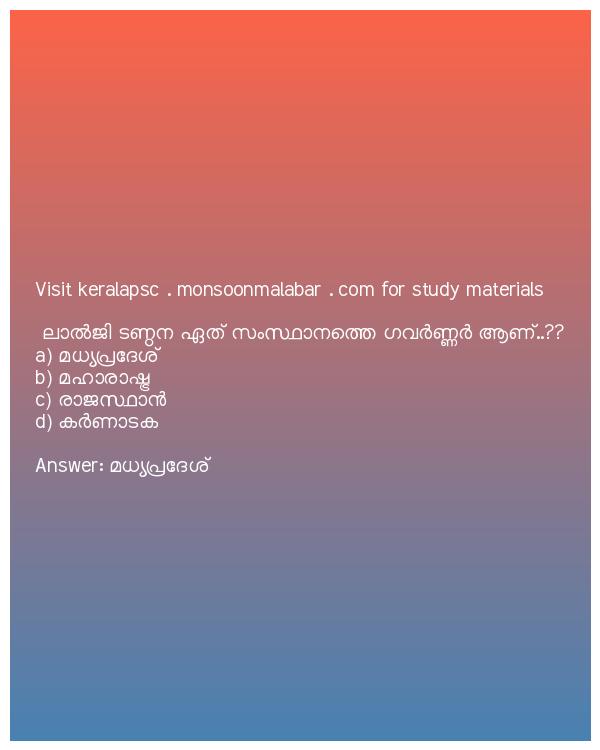 Visit keralapsc . monsoonmalabar . com for study materials
ലാൽജി ടണ്ഠന ഏത് സംസ്ഥാനത്തെ ഗവർണ്ണർ ആണ്..??
a) മധ്യപ്രദേശ്
b) മഹാരാഷ്ട്ര
c) രാജസ്ഥാൻ
d) കർണാടക
Answer: മധ്യപ്രദേശ്